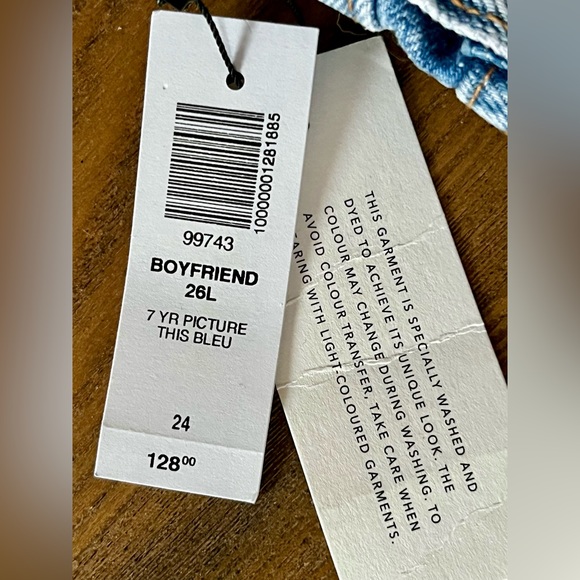 10000001281885
99743
BOYFRIEND
26L
7 YR PICTURE
THIS BLEU
24
128.00
THIS GARMENT IS SPECIALLY WASHED AND
DYED TO ACHIEVE ITS UNIQUE LOOK. THE
COLOUR MAY CHANGE DURING WASHING. TO
AVOID COLOUR TRANSFER, TAKE CARE WHEN
WITH LIGHT-COLOURED GARMENTS.